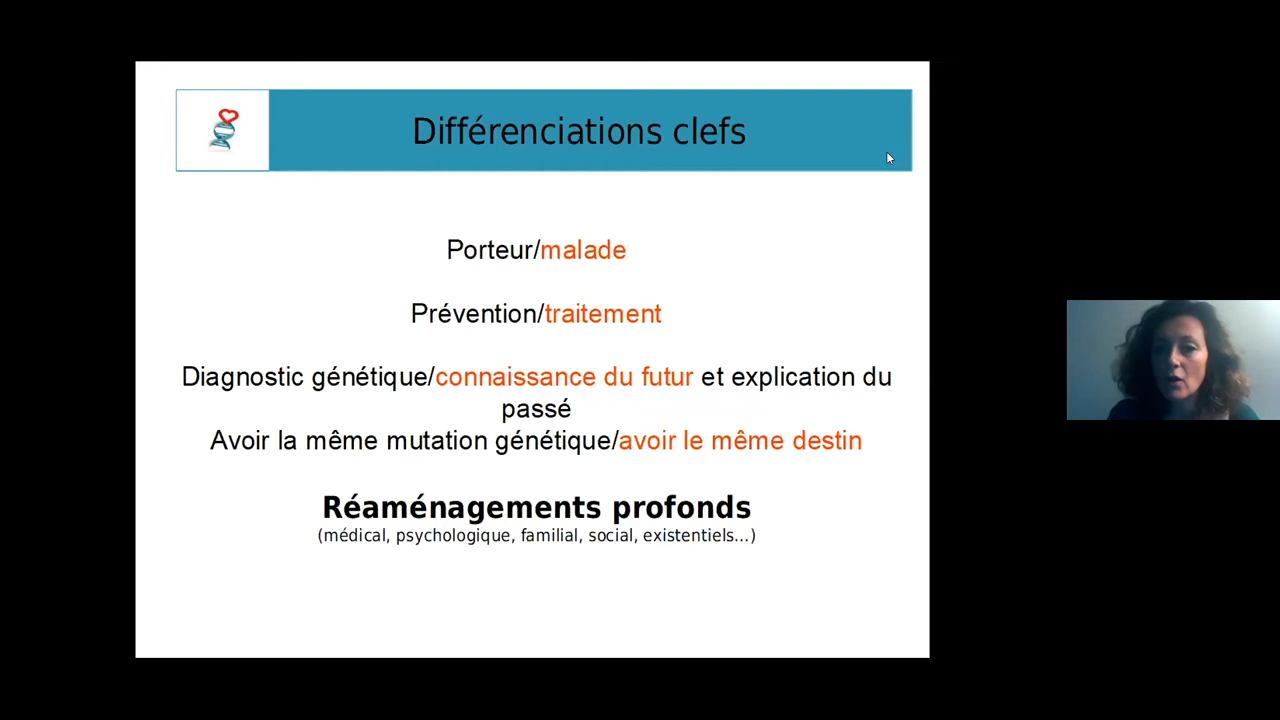 Différenciations clefs
Porteur/malade
Prévention/traitement
Diagnostic génétique/connaissance du futur et explication du
passé
Avoir la même mutation génétique/avoir le même destin
Réaménagements profonds
(médical, psychologique, familial, social, existentiels...)